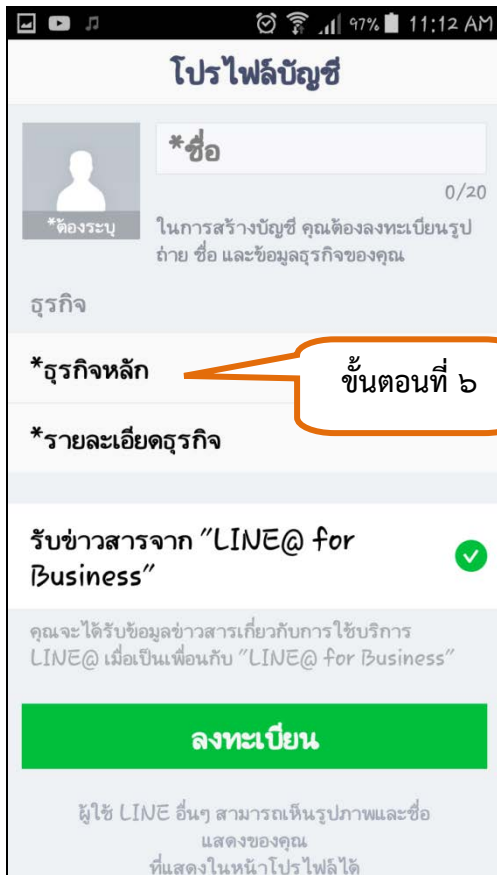 97% 11:12 AM
โปรไฟล์บัญชี
*ชื่อ
0/20
*ต้องระบุ
ในการสร้างบัญชี คุณต้องลงทะเบียนรูป
ถ่าย ชื่อ และข้อมูลธุรกิจของคุณ
ธุรกิจ
*ธุรกิจหลัก
ขั้นตอนที่ ๖
*รายละเอียดธุรกิจ
รับข่าวสารจาก "LINE@ for
Business"
คุณจะได้รับข้อมูลข่าวสารเกี่ยวกับการใช้บริการ
LINE@ เมื่อเป็นเพื่อนกับ "LINE@ for Business"
ลงทะเบียน
ผู้ใช้ LINE อื่นๆ สามารถเห็นรูปภาพและชื่อ
แสดงของคุณ
ที่แสดงในหน้าโปรไฟล์ได้